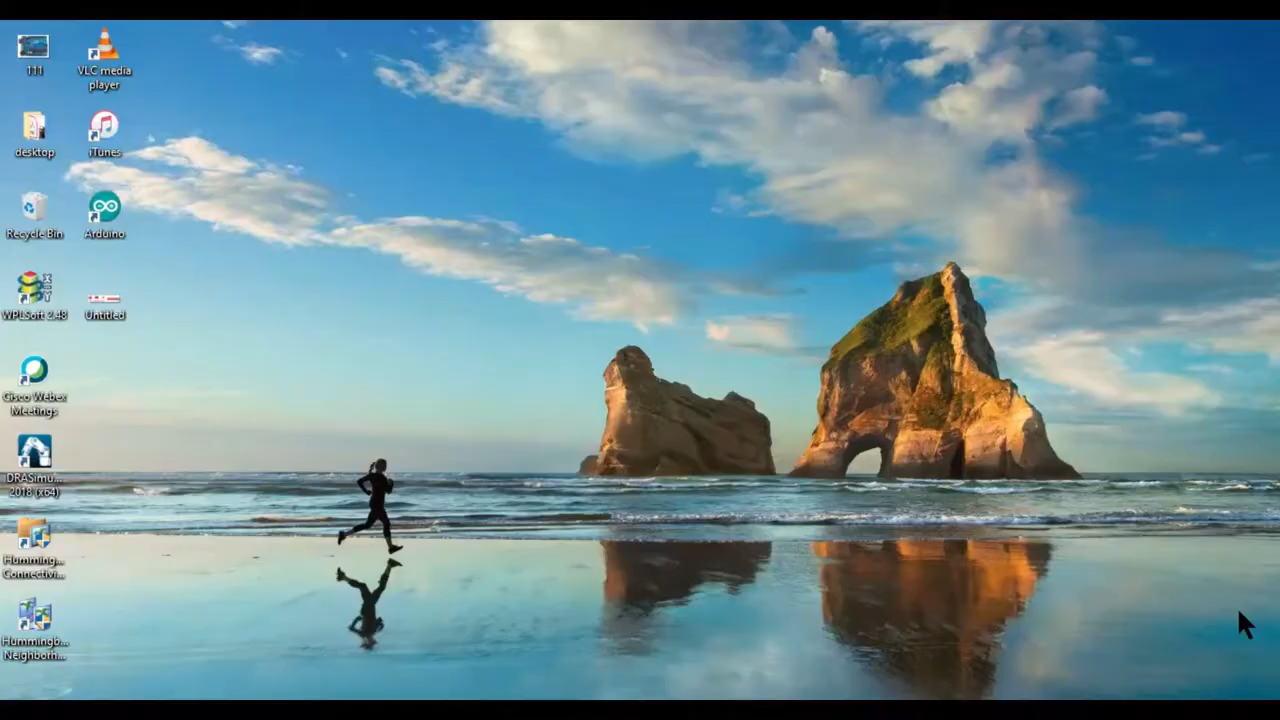 111
VLC media
player
desktop
iTunes
Recycle Bin
Arduino
WPLSoft 2.48
Untitled
Cisco Webex
Meetings
DRASimu...
2018 (x64)
Humming...
Connectivi...
Hummingb...
Neighborh...